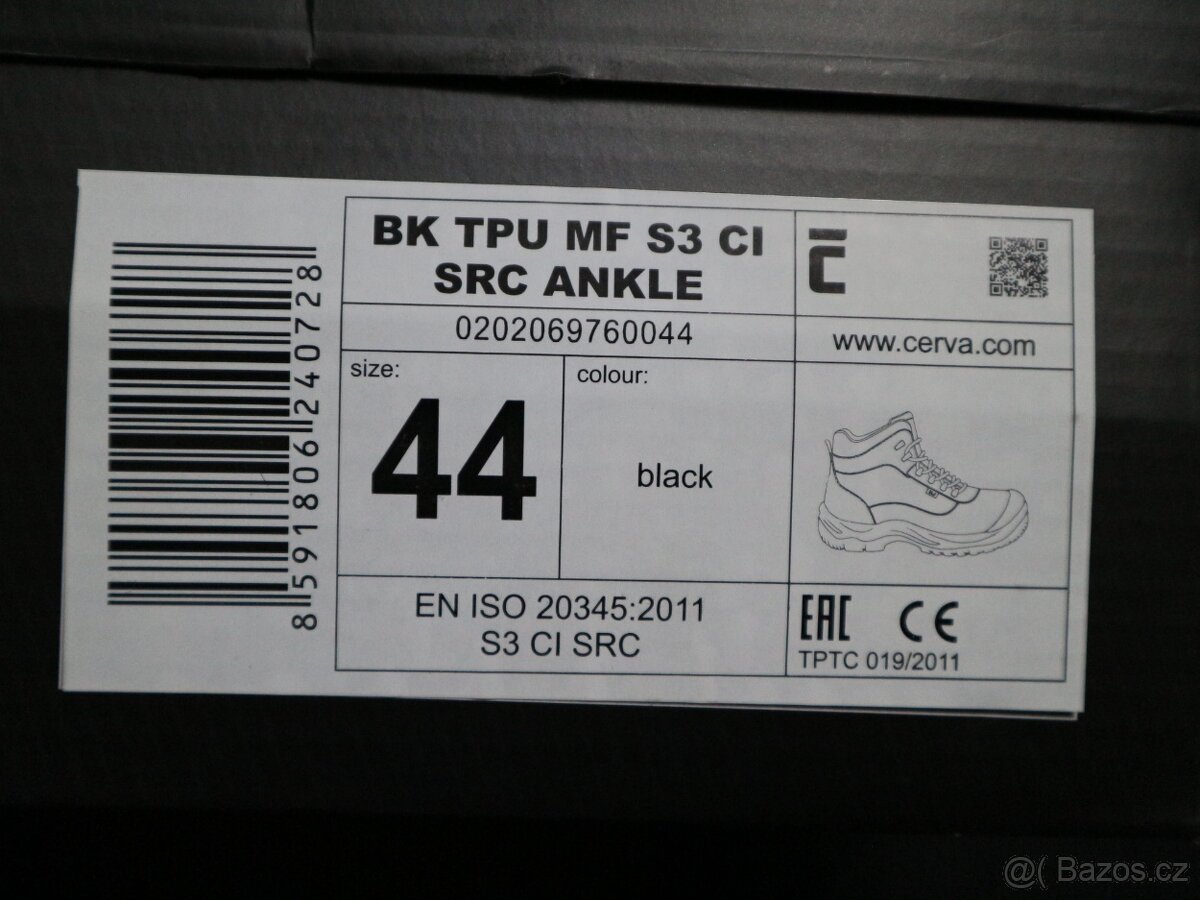 BK TPU MF S3 CI
SRC ANKLE
0202069760044
www.cerva.com
size:
44
colour:
black
EN ISO 20345:2011
S3 CI SRC
EAC CE
TPTC 019/2011
8 591806 240728
@( Bazos.cz